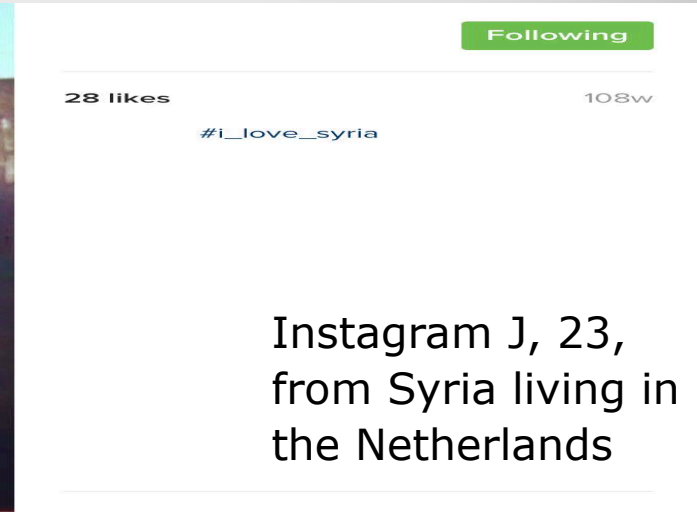 Following
28 likes 108w
#i_love_syria
Instagram J, 23,
from Syria living in
the Netherlands